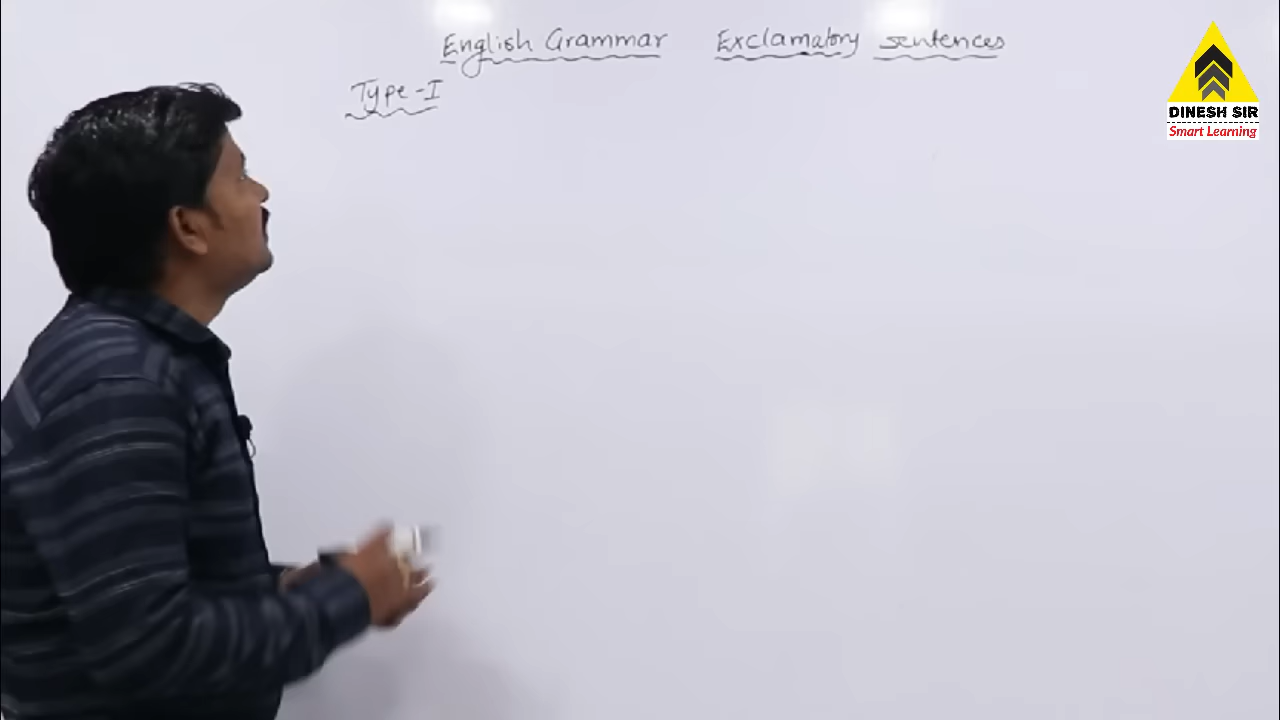 English Grammar Exclamatory sentences
Type-I
DINESH SIR
Smart Learning